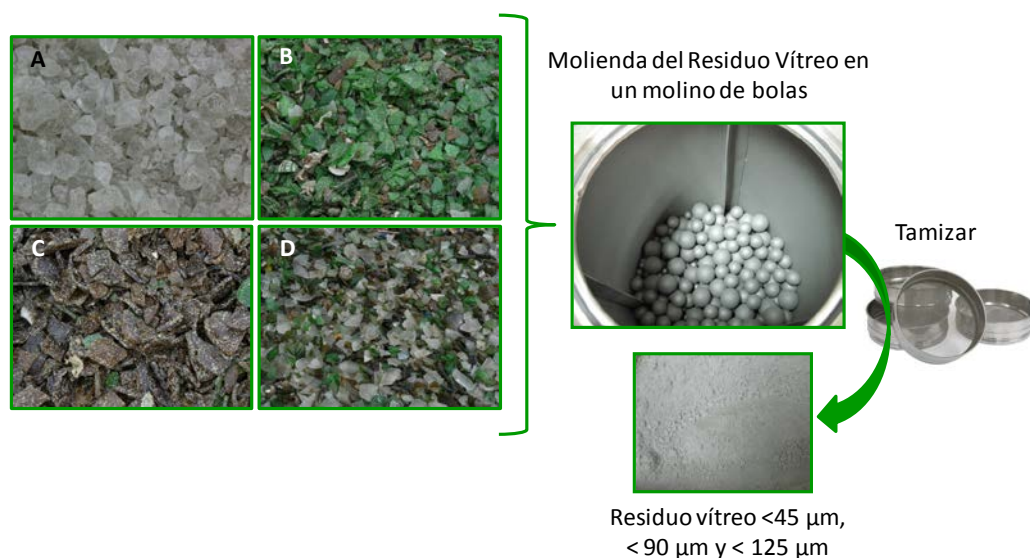 A
B
C
D
Molienda del Residuo Vítreo en
un molino de bolas
Tamizar
Residuo vítreo <45 µm,
< 90 µm y < 125 µm